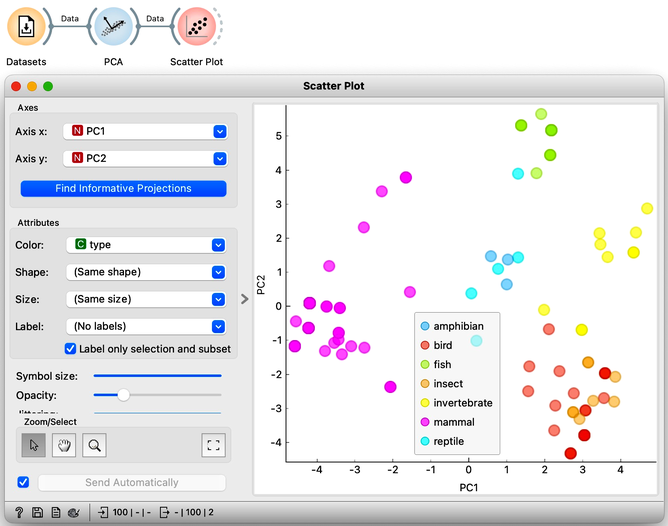 Data Data
Datasets PCA Scatter Plot
Scatter Plot
Axes
Axis x: N PC1
Axis y: N PC2
Find Informative Projections
Attributes
Color: C type
Shape: (Same shape)
Size: (Same size)
Label: (No labels)
Label only selection and subset
Symbol size:
Opacity:
Zoom/Select
Send Automatically
? 100 | - | - - | 100 | 2
PC2
5
4
3
2
1
0
-1
-2
-3
-4
-4 -3 -2 -1 0 1 2 3 4
PC1
amphibian
bird
fish
insect
invertebrate
mammal
reptile